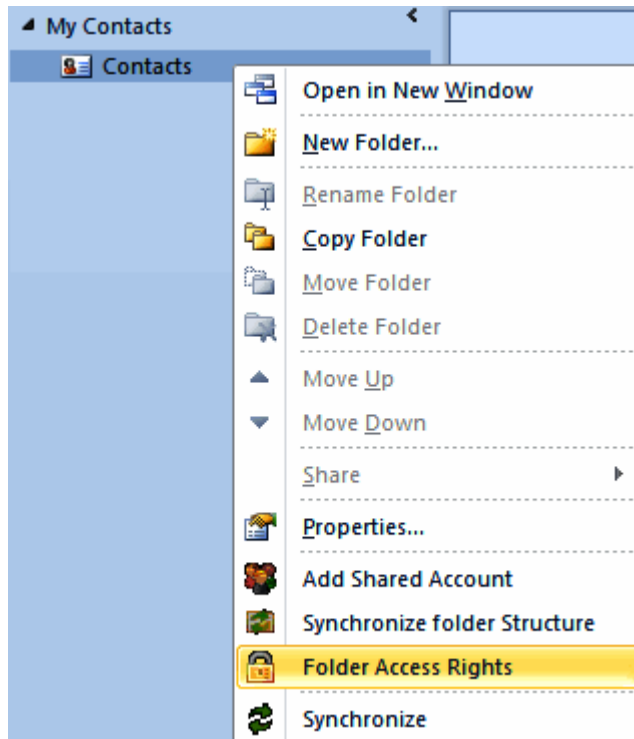 My Contacts
Contacts
Open in New Window
New Folder...
Rename Folder
Copy Folder
Move Folder
Delete Folder
Move Up
Move Down
Share
Properties...
Add Shared Account
Synchronize folder Structure
Folder Access Rights
Synchronize